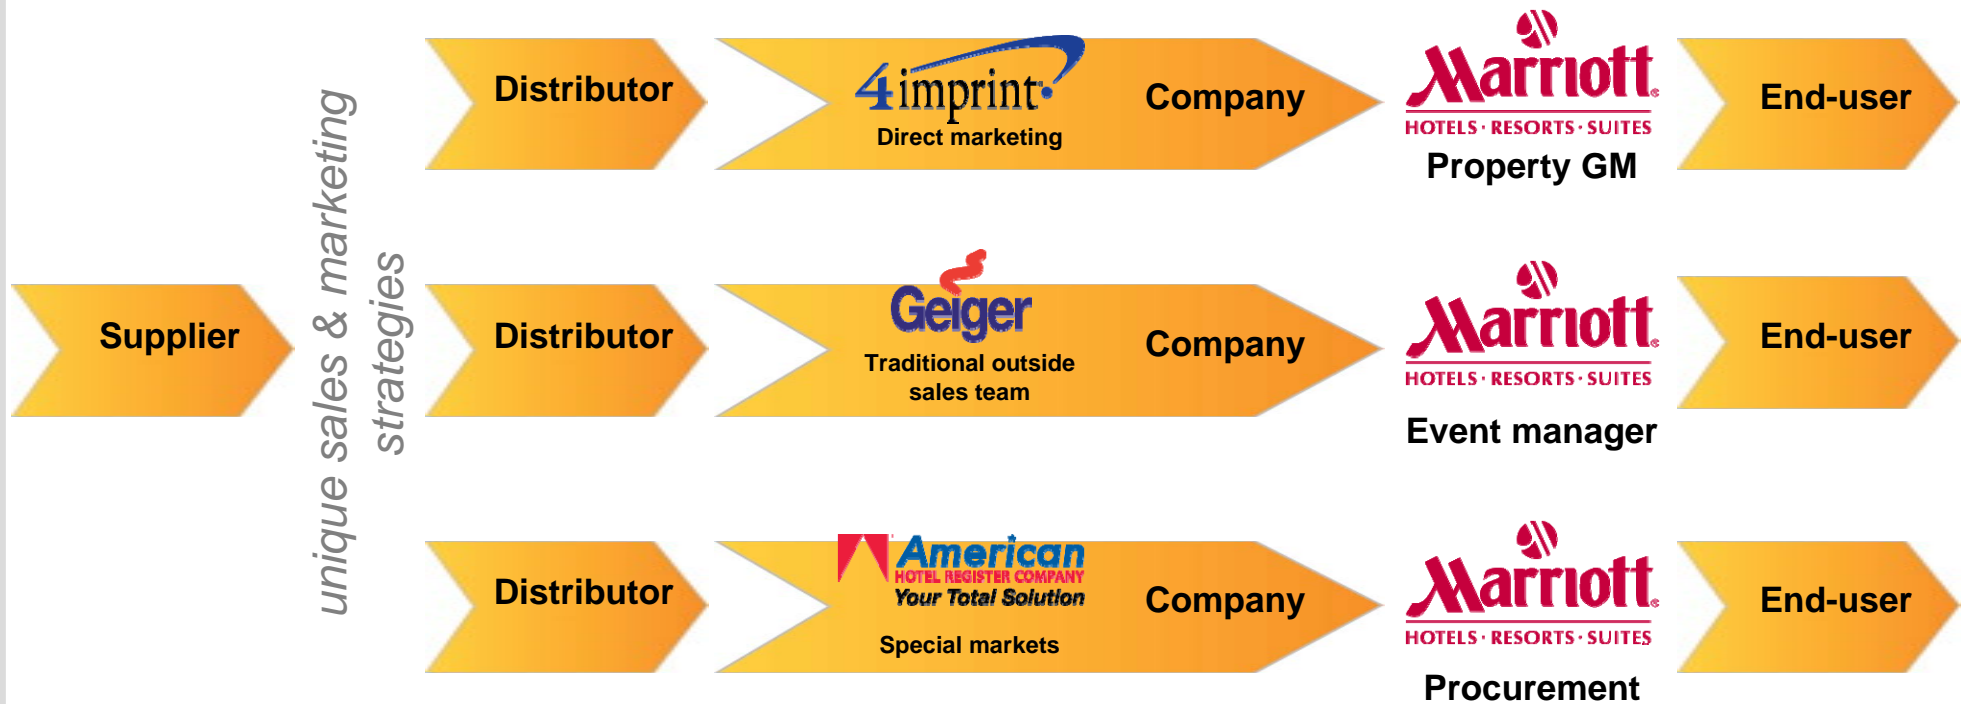 Supplier
unique sales & marketing
strategies
Distributor
4imprint
Direct marketing
Company
Marriott
HOTELS · RESORTS · SUITES
Property GM
End-user
Distributor
Geiger
Traditional outside
sales team
Company
Marriott
HOTELS · RESORTS · SUITES
Event manager
End-user
Distributor
American
HOTEL REGISTER COMPANY
Your Total Solution
Special markets
Company
Marriott
HOTELS · RESORTS · SUITES
Procurement
End-user